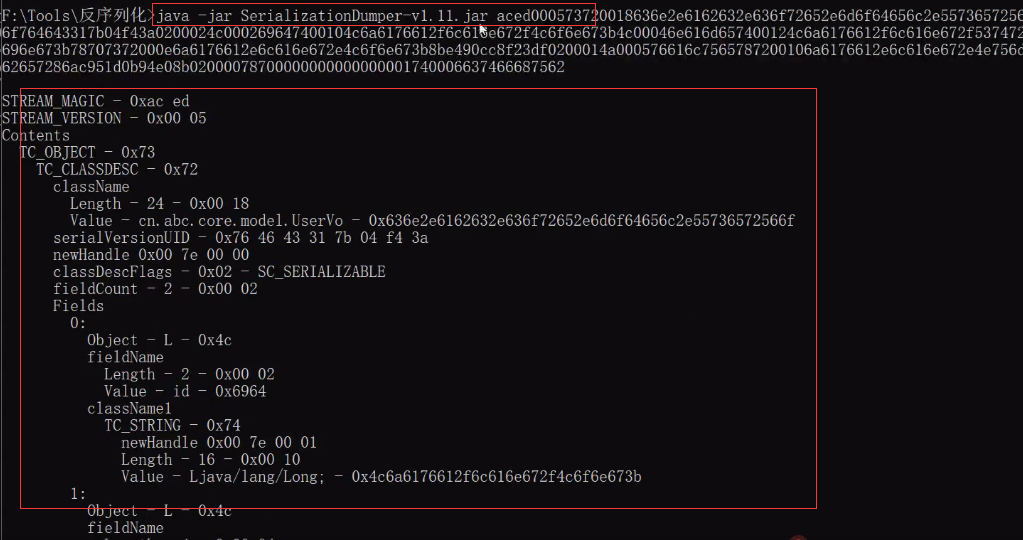 F:\Tools\反序列化>java -jar SerializationDumper-v1.11.jar aced000573720018636e2e6162632e636f72652e6d6f64656c2e5573657256
6f764643317b04f43a0200024c000269647400104c6a6176612f6c616e672f4c6f6e673b4c00046e616d657400124c6a6176612f6c616e672f537472
696e673b78707372000e6a6176612e6c616e672e4c6f6e673b8be490cc8f23df0200014a000576616c7565787200106a6176612e6c616e672e4e756d
62657286ac951d0b94e08b02000078700000000000000001740006637466687562
STREAM_MAGIC - 0xac ed
STREAM_VERSION - 0x00 05
Contents
TC_OBJECT - 0x73
TC_CLASSDESC - 0x72
className
Length - 24 - 0x00 18
Value - cn.abc.core.model.UserVo - 0x636e2e6162632e636f72652e6d6f64656c2e55736572566f
serialVersionUID - 0x76 46 43 31 7b 04 f4 3a
newHandle 0x00 7e 00 00
classDescFlags - 0x02 - SC_SERIALIZABLE
fieldCount - 2 - 0x00 02
Fields
0:
Object - L - 0x4c
fieldName
Length - 2 - 0x00 02
Value - id - 0x6964
className1
TC_STRING - 0x74
newHandle 0x00 7e 00 01
Length - 16 - 0x00 10
Value - Ljava/lang/Long; - 0x4c6a6176612f6c616e672f4c6f6e673b
1:
Object - L - 0x4c
fieldName